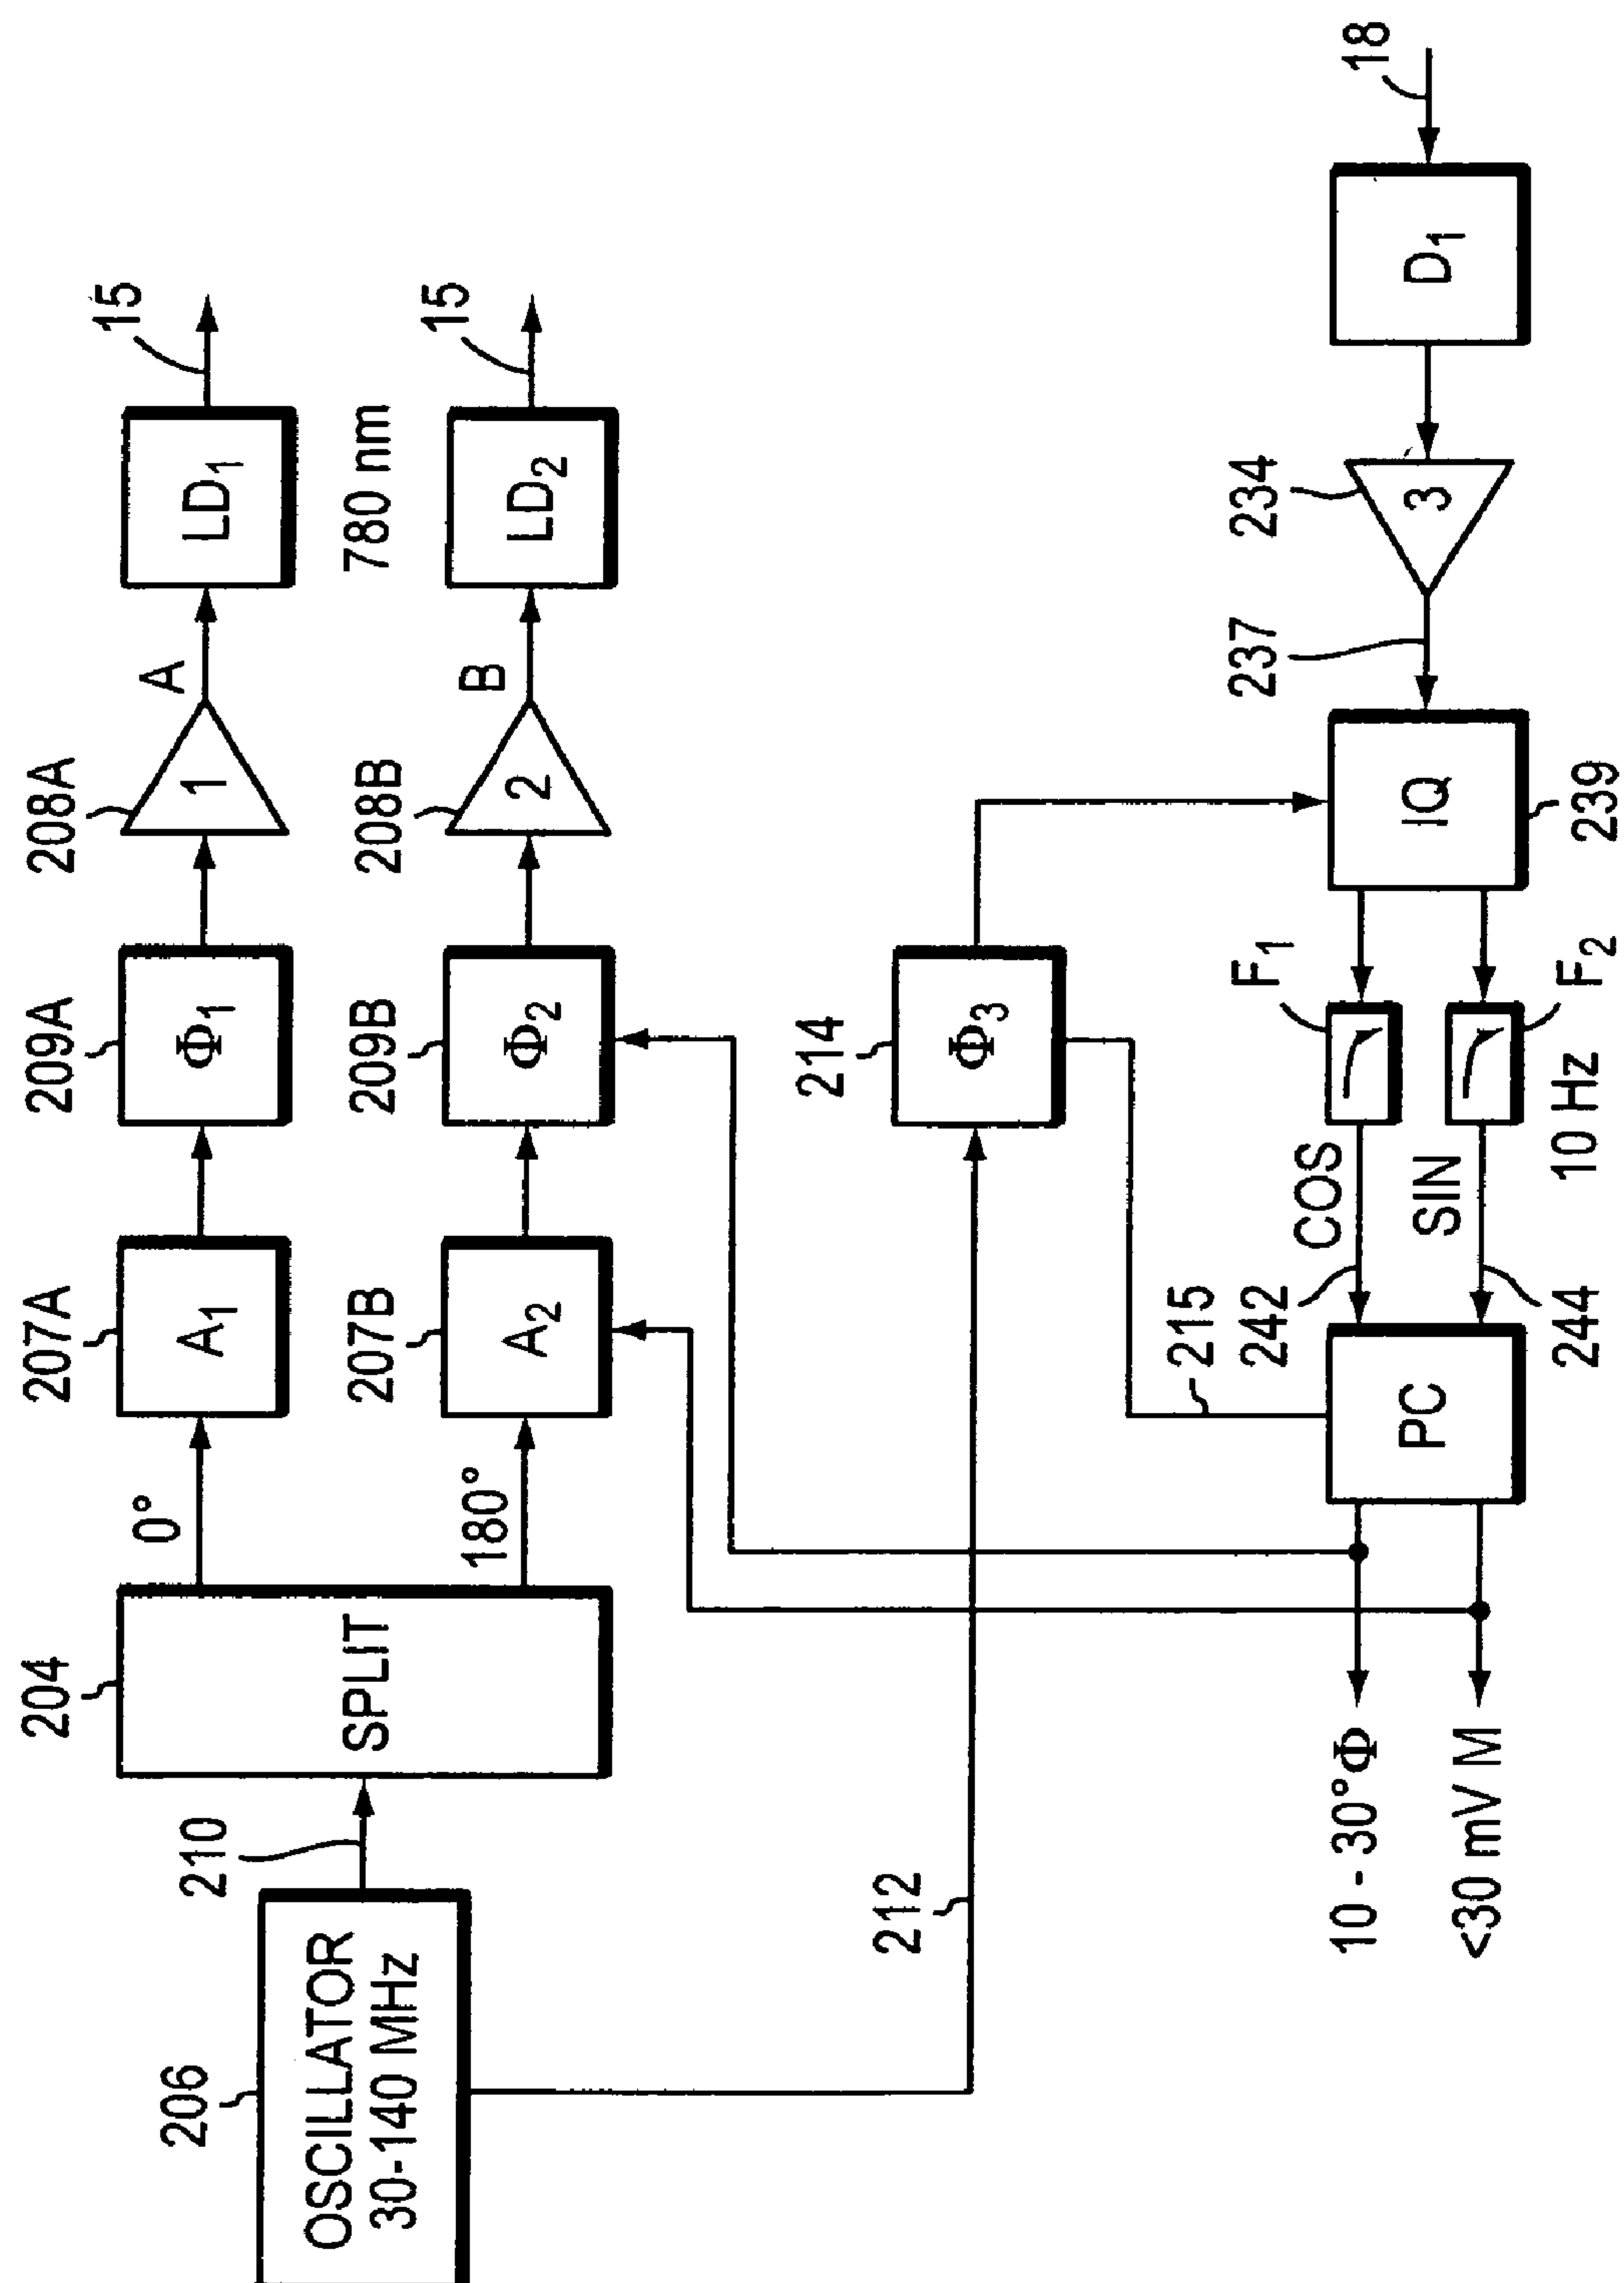 206
OSCILLATOR
30-140 MHz
210
204
SPLIT
0°
180°
207A
A1
207B
A2
209A
Φ1
209B
Φ2
208A
1
A
208B
2
B
LD1
780 nm
LD2
15
15
212
214
Φ3
215
18
D1
234
3
237
IQ
239
F1
F2
10 Hz
COS
SIN
242
244
PC
10 - 30°Φ
<30 mV M